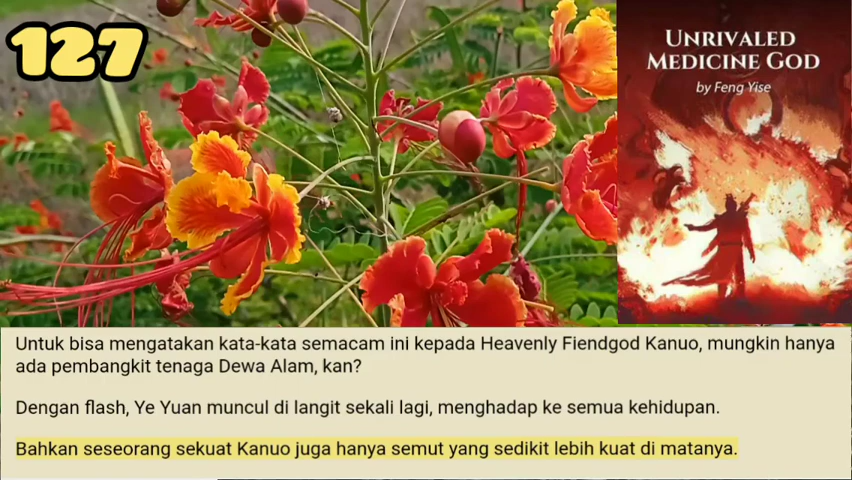 127
UNRIVALED
MEDICINE GOD
by Feng Yise
Untuk bisa mengatakan kata-kata semacam ini kepada Heavenly Fiendgod Kanuo, mungkin hanya
ada pembangkit tenaga Dewa Alam, kan?
Dengan flash, Ye Yuan muncul di langit sekali lagi, menghadap ke semua kehidupan.
Bahkan seseorang sekuat Kanuo juga hanya semut yang sedikit lebih kuat di matanya.